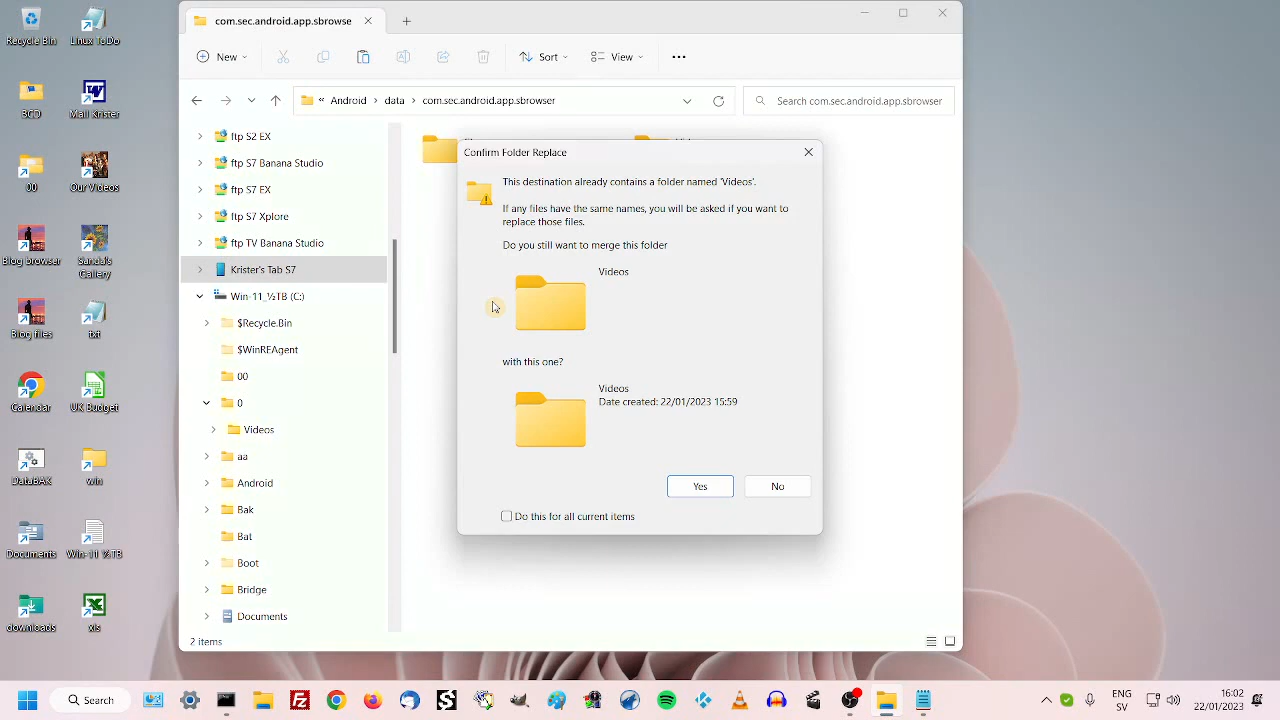 Recycle Bin
Linux ToDo
BCD
Mall krister
00
Our Videos
Blog browser
Sanda's
Gallery
Blog files
txt
Calendar
UK Budget
DataBAK
win
Documents
Win-11 ½TB
downloads
xls
com.sec.android.app.sbrowse
New
Sort
View
« Android > data > com.sec.android.app.sbrowser
Search com.sec.android.app.sbrowser
ftp S2 EX
ftp S7 Banana Studio
ftp S7 EX
ftp S7 Xplore
ftp TV Banana Studio
Krister's Tab S7
Win-11_½TB (C:)
$Recycle.Bin
$WinREAgent
00
0
Videos
aa
Android
Bak
Bat
Boot
Bridge
Documents
2 items
Confirm Folder Replace
This destination already contains a folder named 'Videos'.
If any files have the same names, you will be asked if you want to
replace those files.
Do you still want to merge this folder
Videos
with this one?
Videos
Date created: 22/01/2023 15:59
Yes
No
Do this for all current items
Search
ENG
SV
16:02
22/01/2023